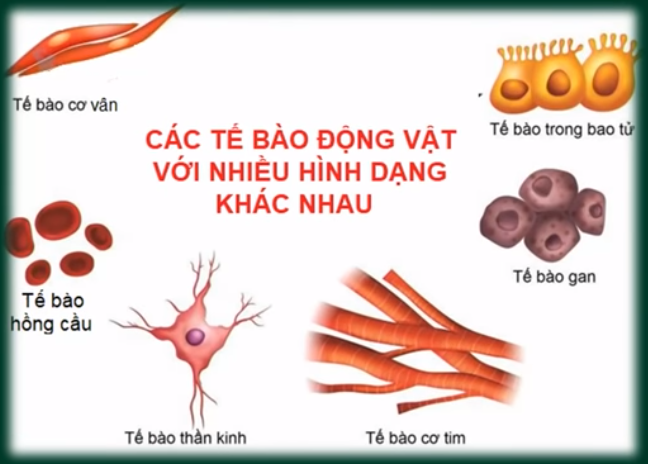 Tế bào cơ vân
Tế bào trong bao tử
CÁC TẾ BÀO ĐỘNG VẬT
VỚI NHIỀU HÌNH DẠNG
KHÁC NHAU
Tế bào gan
Tế bào
hồng cầu
Tế bào thần kinh
Tế bào cơ tim